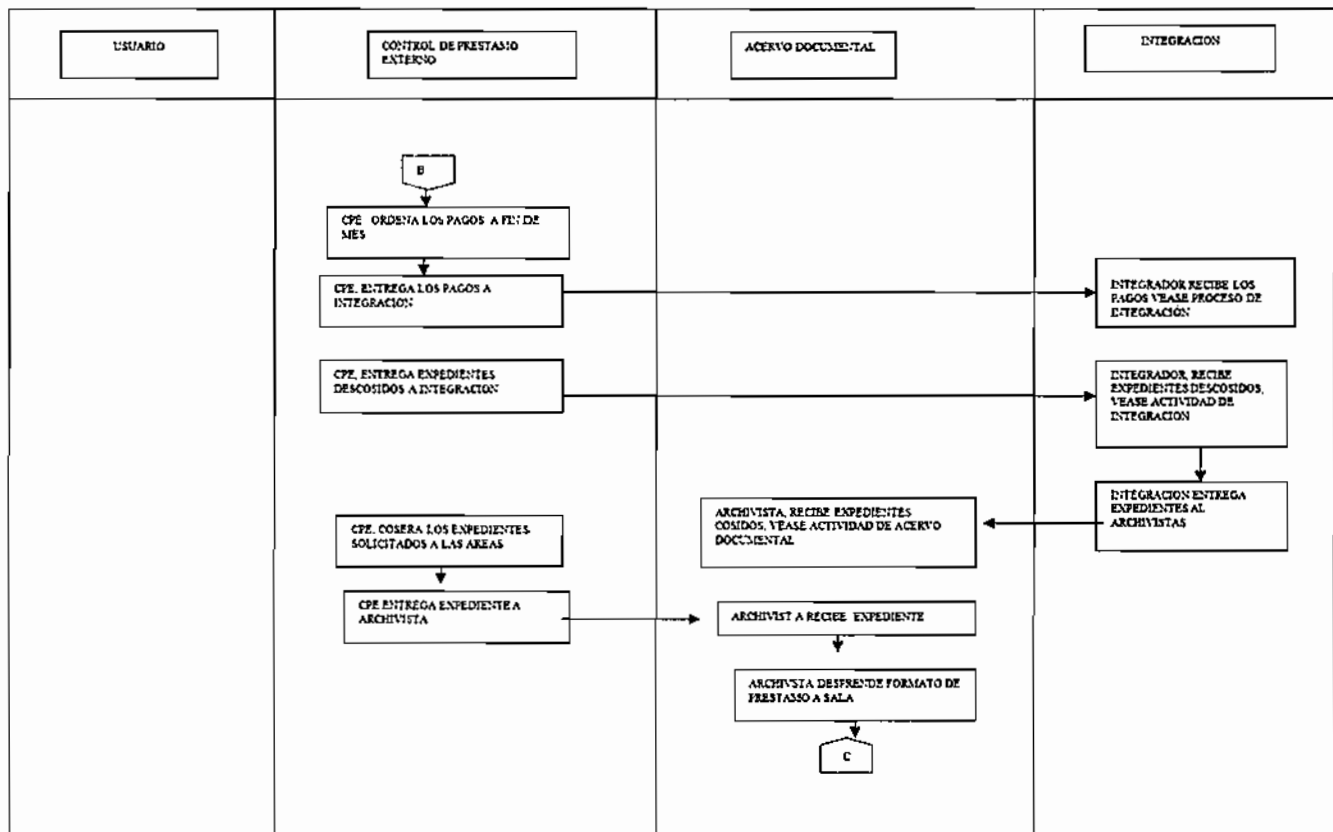 USUARIO
CONTROL DE PRESTAMO
EXTERNO
ACERVO DOCUMENTAL
INTEGRACION
B
CPE ORDENA LOS PAGOS A FIN DE
MES
CPE. ENTREGA LOS PAGOS A
INTEGRACION
INTEGRADOR RECIBE LOS
PAGOS VEASE PROCESO DE
INTEGRACIÓN
CPE, ENTREGA EXPEDIENTES
DESCOSIDOS A INTEGRACION
INTEGRADOR, RECIBE
EXPEDIENTES DESCOSIDOS,
VEASE ACTIVIDAD DE
INTEGRACION
INTEGRACION ENTREGA
EXPEDIENTES AL
ARCHIVISTAS
ARCHIVISTA, RECIBE EXPEDIENTES
COSIDOS, VEASE ACTIVIDAD DE ACERVO
DOCUMENTAL
CPE. COSERA LOS EXPEDIENTES
SOLICITADOS A LAS AREAS
CPE ENTREGA EXPEDIENTE A
ARCHIVISTA
ARCHIVIST A RECIBE EXPEDIENTE
ARCHIVISTA DESPRENDE FORMATO DE
PRESTAMO A SALA
C